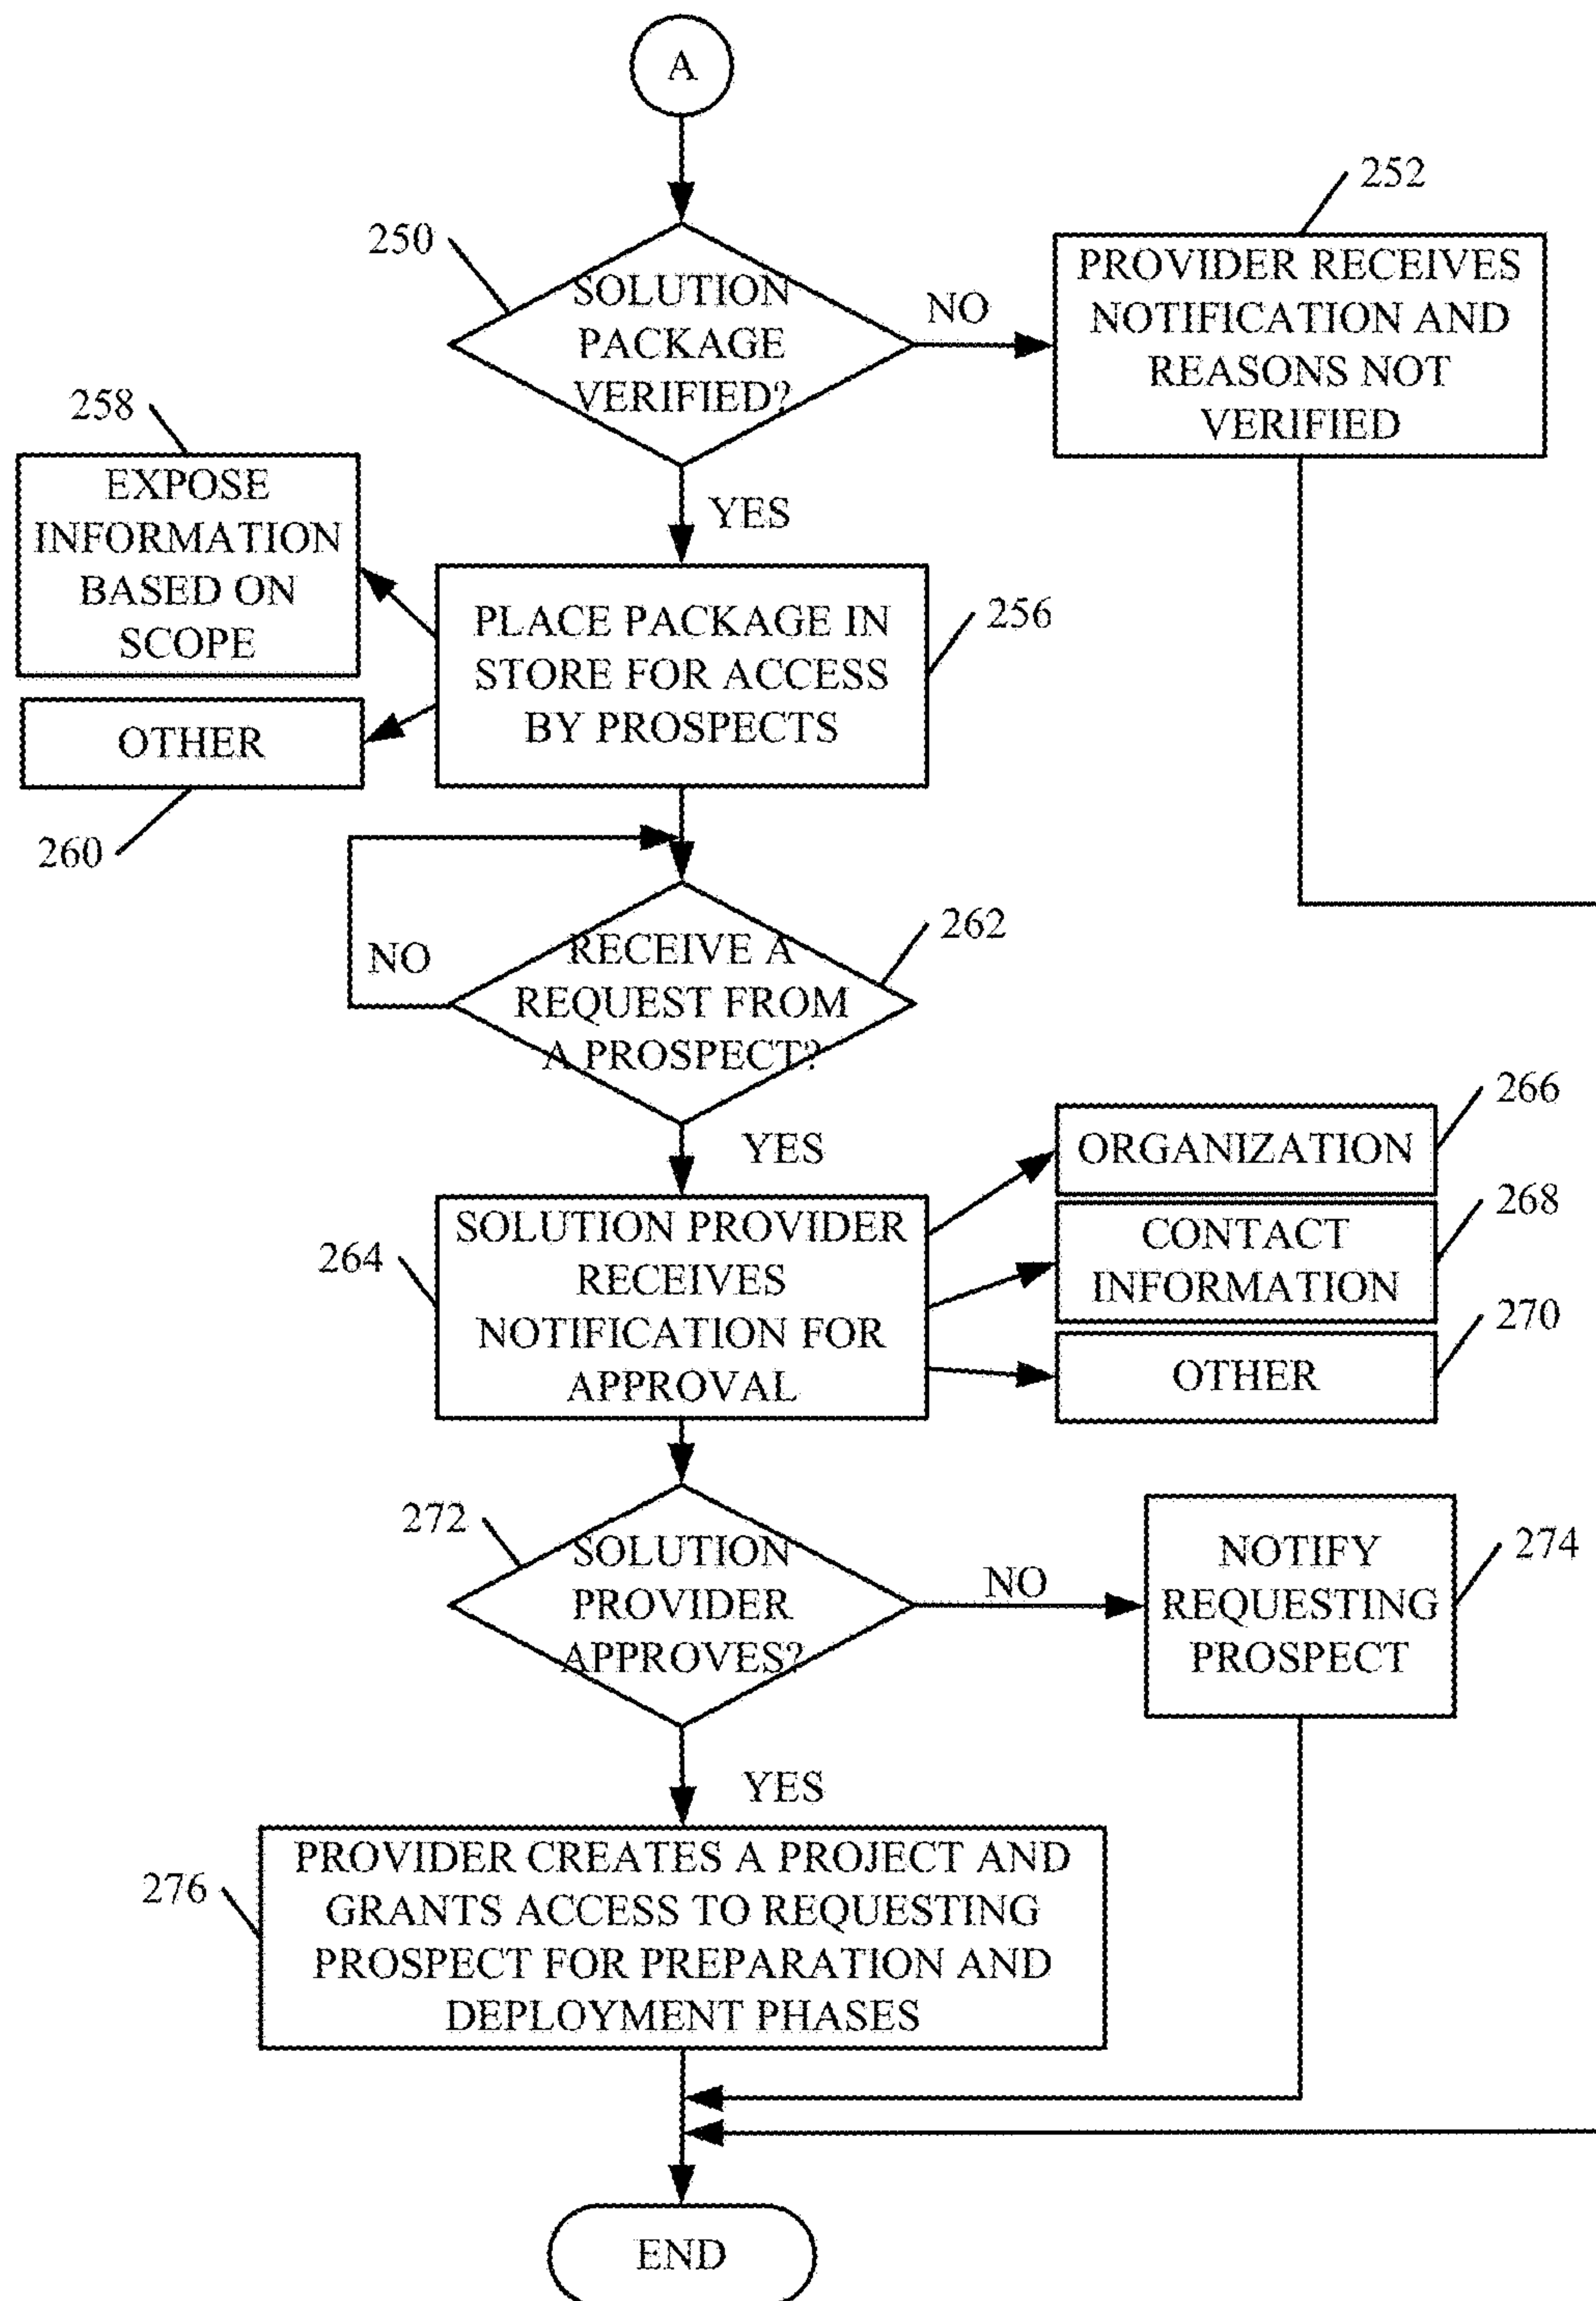 A
250
SOLUTION
PACKAGE
VERIFIED?
NO
252
PROVIDER RECEIVES
NOTIFICATION AND
REASONS NOT
VERIFIED
YES
258
EXPOSE
INFORMATION
BASED ON
SCOPE
PLACE PACKAGE IN
STORE FOR ACCESS
BY PROSPECTS
256
OTHER
260
NO
RECEIVE A
REQUEST FROM
A PROSPECT?
262
YES
264
SOLUTION PROVIDER
RECEIVES
NOTIFICATION FOR
APPROVAL
ORGANIZATION
266
CONTACT
INFORMATION
268
OTHER
270
272
SOLUTION
PROVIDER
APPROVES?
NO
NOTIFY
REQUESTING
PROSPECT
274
YES
276
PROVIDER CREATES A PROJECT AND
GRANTS ACCESS TO REQUESTING
PROSPECT FOR PREPARATION AND
DEPLOYMENT PHASES
END